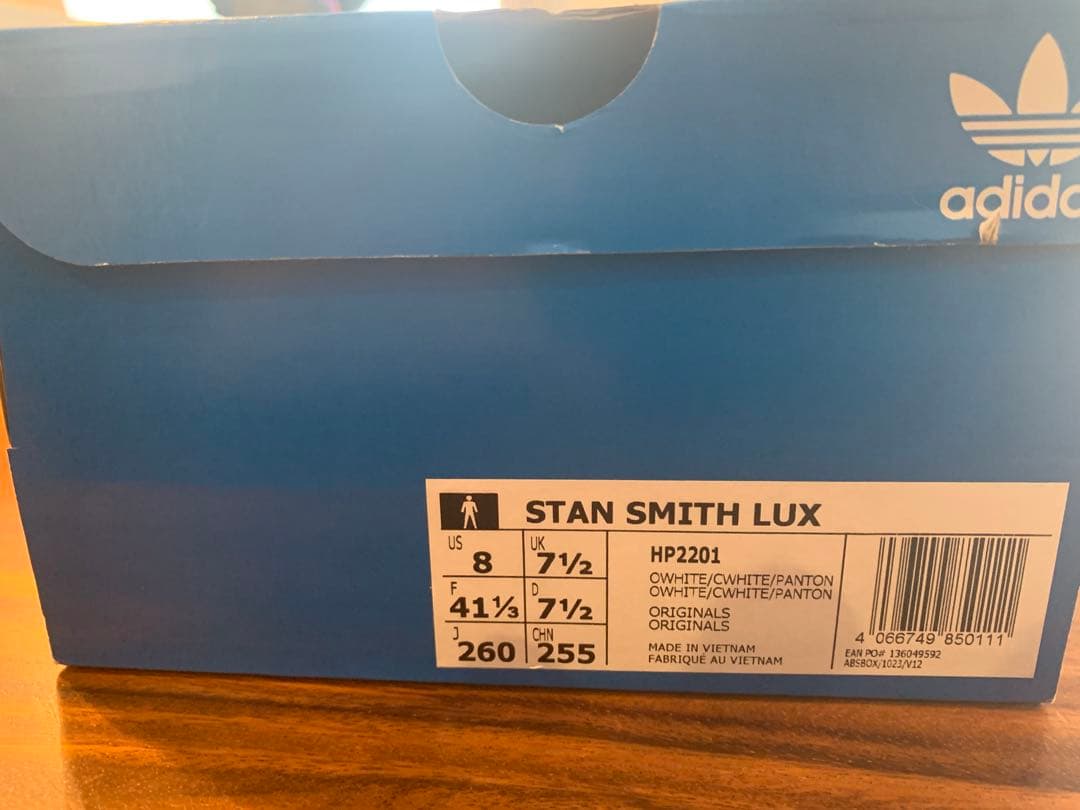 adida
STAN SMITH LUX
US
8
UK
7½
F
41⅓
D
7½
J
260
CHN
255
HP2201
OWHITE/CWHITE/PANTON
OWHITE/CWHITE/PANTON
ORIGINALS
ORIGINALS
MADE IN VIETNAM
FABRIQUÉ AU VIETNAM
4 066749 850111
EAN PO# 136049592
ABSBOX/1023/V12